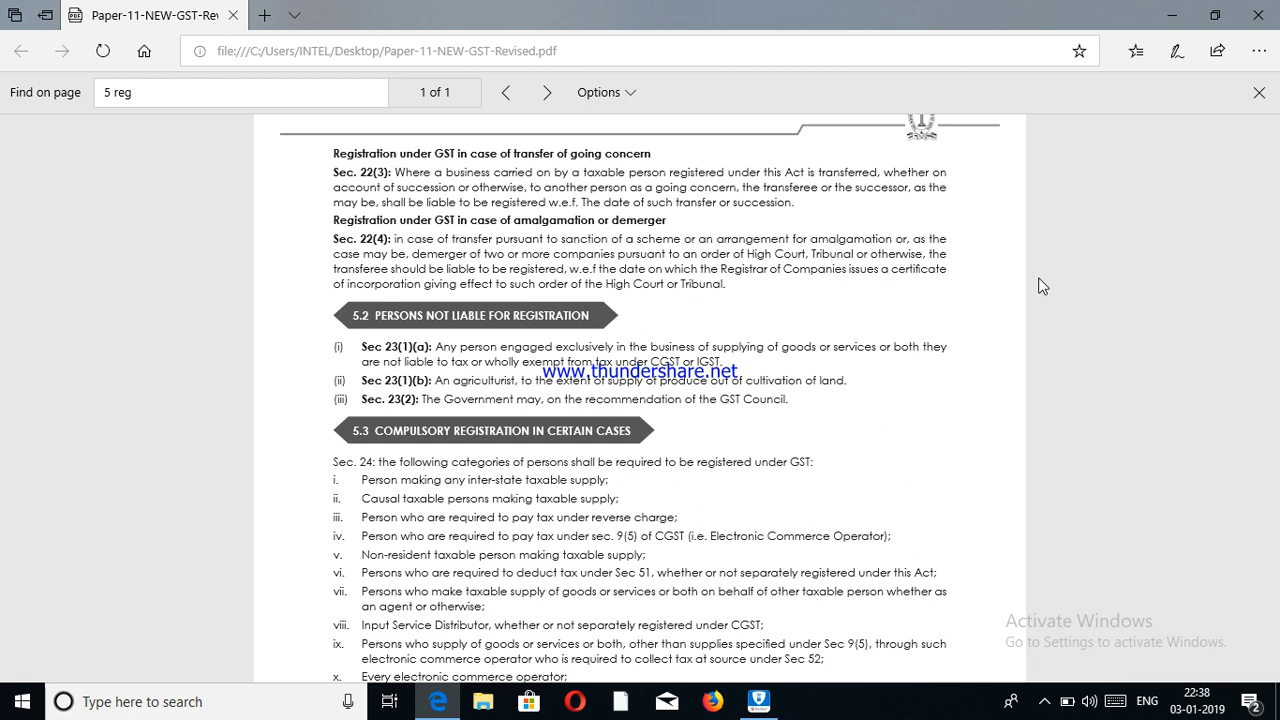 Paper-11-NEW-GST-Rev
file:///C:/Users/INTEL/Desktop/Paper-11-NEW-GST-Revised.pdf
Find on page
5 reg
1 of 1
Options
Registration under GST in case of transfer of going concern
Sec. 22(3): Where a business carried on by a taxable person registered under this Act is transferred, whether on
account of succession or otherwise, to another person as a going concern, the transferee or the successor, as the
may be, shall be liable to be registered w.e.f. The date of such transfer or succession.
Registration under GST in case of amalgamation or demerger
Sec. 22(4): in case of transfer pursuant to sanction of a scheme or an arrangement for amalgamation or, as the
case may be, demerger of two or more companies pursuant to an order of High Court, Tribunal or otherwise, the
transferee should be liable to be registered, w.e.f the date on which the Registrar of Companies issues a certificate
of incorporation giving effect to such order of the High Court or Tribunal.
5.2 PERSONS NOT LIABLE FOR REGISTRATION
(i) Sec 23(1)(a): Any person engaged exclusively in the business of supplying of goods or services or both they
are not liable to tax or wholly exempt from tax under CGST or IGST.
www.thundershare.net
(ii) Sec 23(1)(b): An agriculturist, to the extent of supply of produce out of cultivation of land.
(iii) Sec. 23(2): The Government may, on the recommendation of the GST Council.
5.3 COMPULSORY REGISTRATION IN CERTAIN CASES
Sec. 24: the following categories of persons shall be required to be registered under GST:
i. Person making any inter-state taxable supply;
ii. Causal taxable persons making taxable supply;
iii. Person who are required to pay tax under reverse charge;
iv. Person who are required to pay tax under sec. 9(5) of CGST (i.e. Electronic Commerce Operator);
v. Non-resident taxable person making taxable supply;
vi. Persons who are required to deduct tax under Sec 51, whether or not separately registered under this Act;
vii. Persons who make taxable supply of goods or services or both on behalf of other taxable person whether as
an agent or otherwise;
viii. Input Service Distributor, whether or not separately registered under CGST;
ix. Persons who supply of goods or services or both, other than supplies specified under Sec 9(5), through such
electronic commerce operator who is required to collect tax at source under Sec 52;
x. Every electronic commerce operator;
Activate Windows
Go to Settings to activate Windows.
Type here to search
ENG
22:38
03-01-2019
2